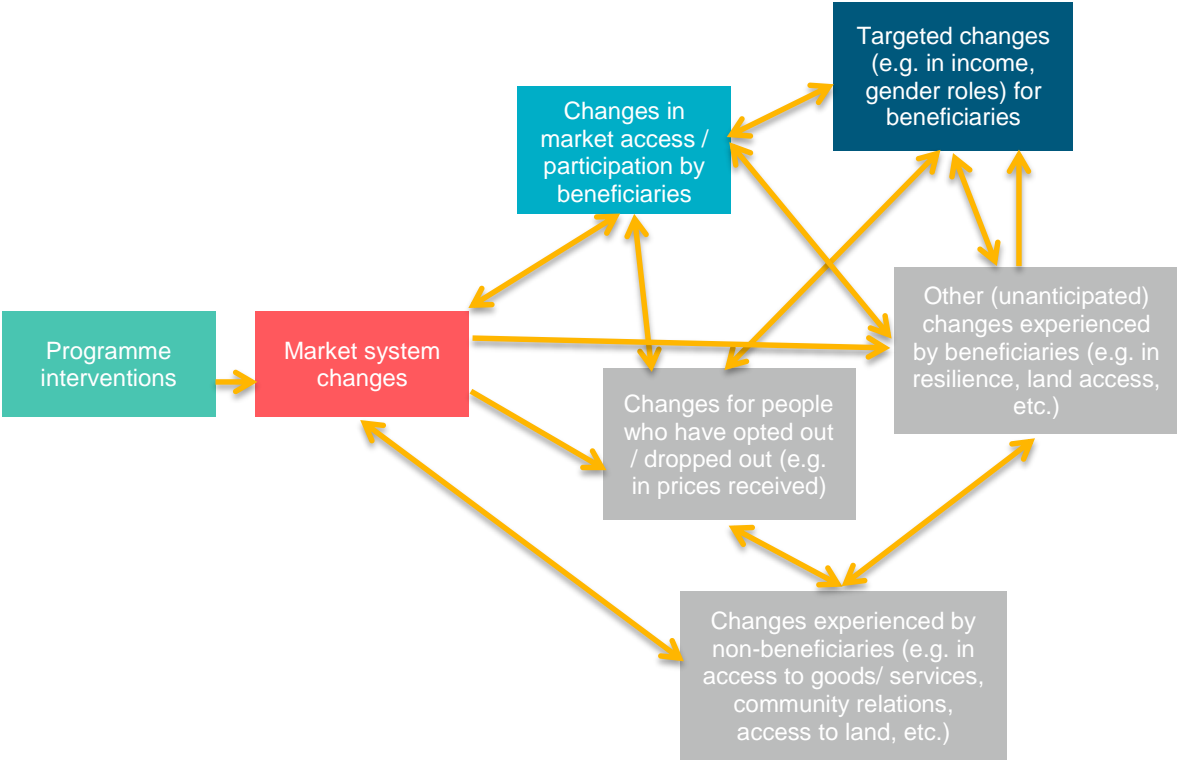 Targeted changes
(e.g. in income,
gender roles) for
beneficiaries
Changes in
market access /
participation by
beneficiaries
Other (unanticipated)
changes experienced
by beneficiaries (e.g. in
resilience, land access,
etc.)
Programme
interventions
Market system
changes
Changes for people
who have opted out
/ dropped out (e.g.
in prices received)
Changes experienced by
non-beneficiaries (e.g. in
access to goods/ services,
community relations,
access to land, etc.)